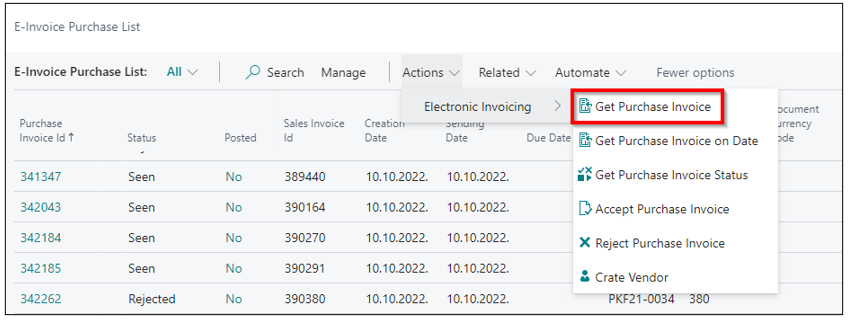 E-Invoice Purchase List
E-Invoice Purchase List: All Search Manage Actions Related Automate Fewer options
Electronic Invoicing
Get Purchase Invoice
Get Purchase Invoice on Date
Get Purchase Invoice Status
Accept Purchase Invoice
Reject Purchase Invoice
Crate Vendor
Purchase Invoice Id ↑ Status Posted Sales Invoice Id Creation Date Sending Date Due Date
341347 Seen No 389440 10.10.2022. 10.10.2022.
342043 Seen No 390164 10.10.2022. 10.10.2022.
342184 Seen No 390270 10.10.2022. 10.10.2022.
342185 Seen No 390291 10.10.2022. 10.10.2022.
342262 Rejected No 390380 10.10.2022. 10.10.2022. PKF21-0034 380